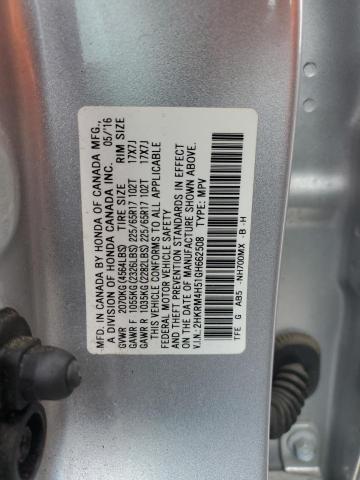 MFD. IN CANADA BY HONDA OF CANADA MFG.,
A DIVISION OF HONDA CANADA INC. 05/16
GVWR 2070KG(4564LBS) TIRE SIZE RIM SIZE
GAWR F 1055KG(2326LBS) 225/65R17 102T 17X7J
GAWR R 1035KG(2282LBS) 225/65R17 102T 17X7J
THIS VEHICLE CONFORMS TO ALL APPLICABLE
FEDERAL MOTOR VEHICLE SAFETY
AND THEFT PREVENTION STANDARDS IN EFFECT
ON THE DATE OF MANUFACTURE SHOWN ABOVE.
V.I.N.: 2HKRM4H51GH662508 TYPE: MPV
TFE G AB5 -NH700MX -B -H